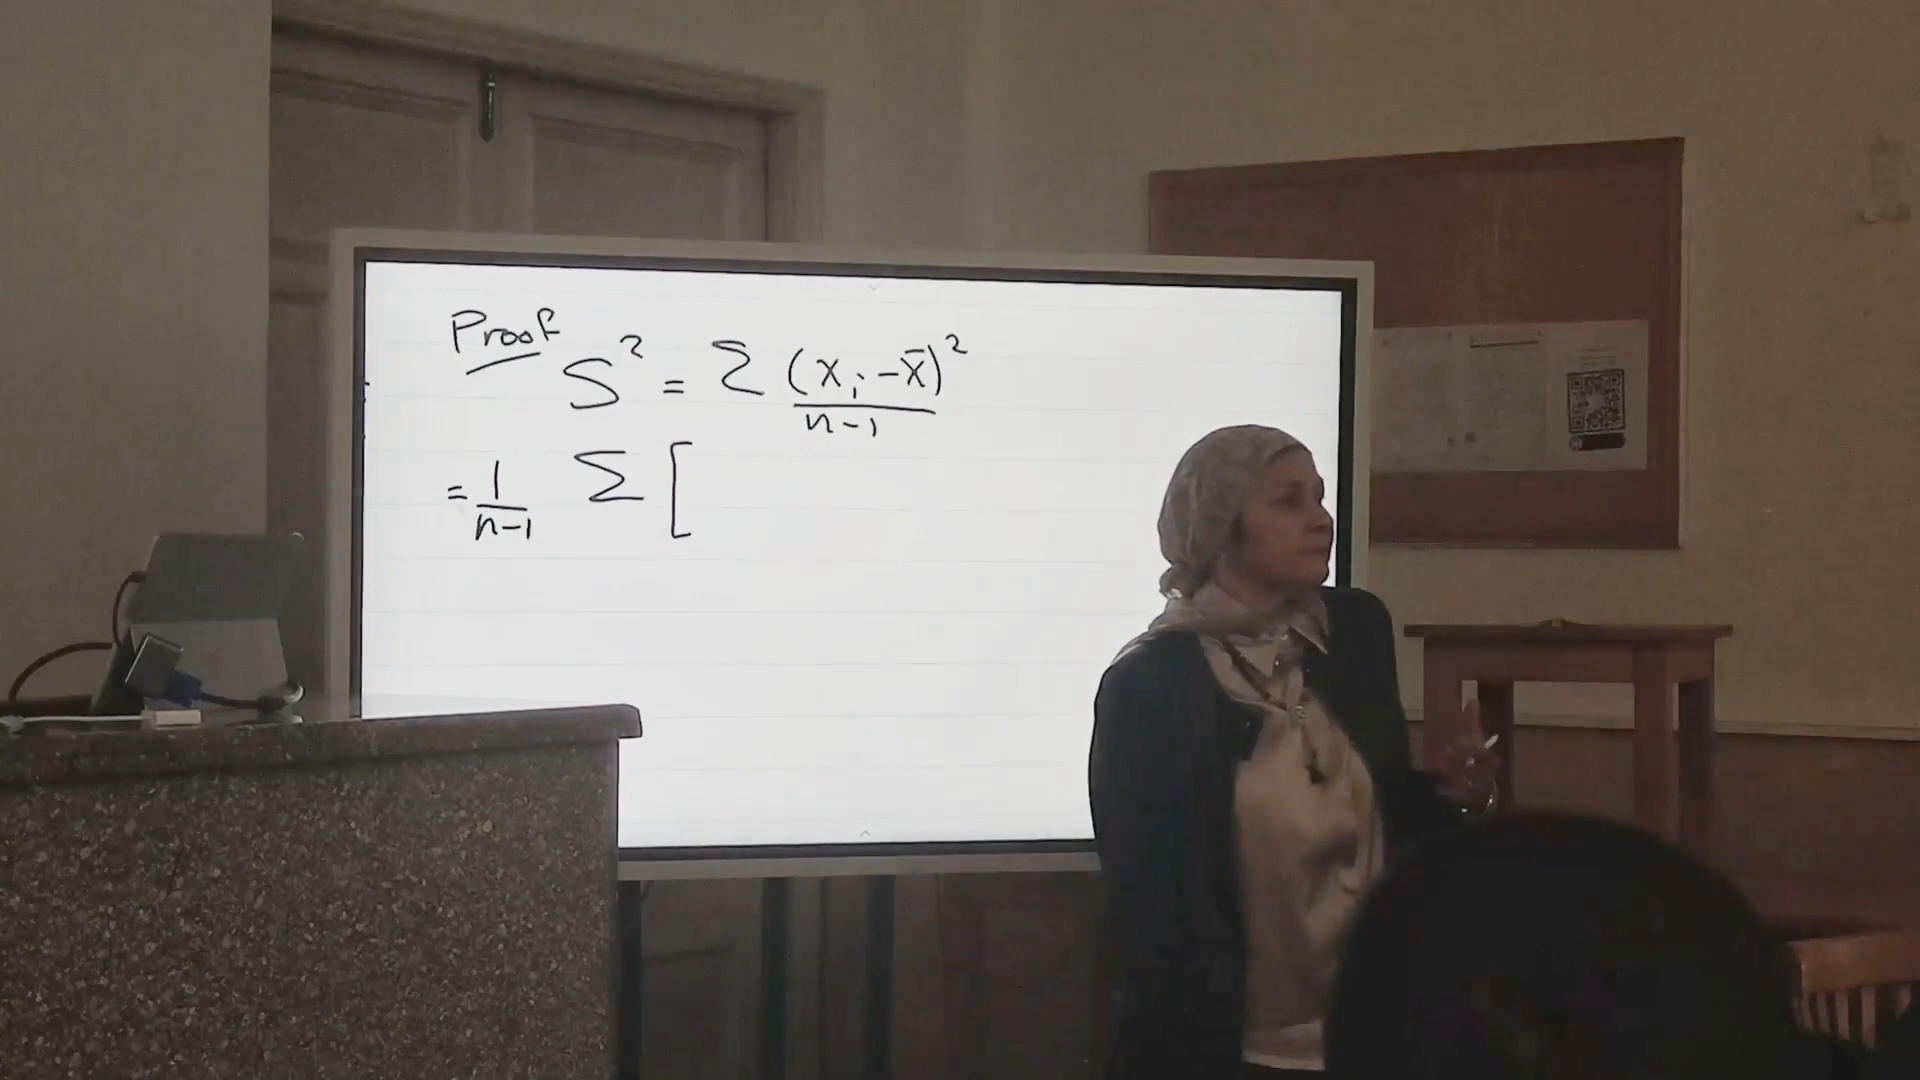 Proof
S² = Σ (xᵢ - x̄)² / n-1
= 1/n-1 Σ [